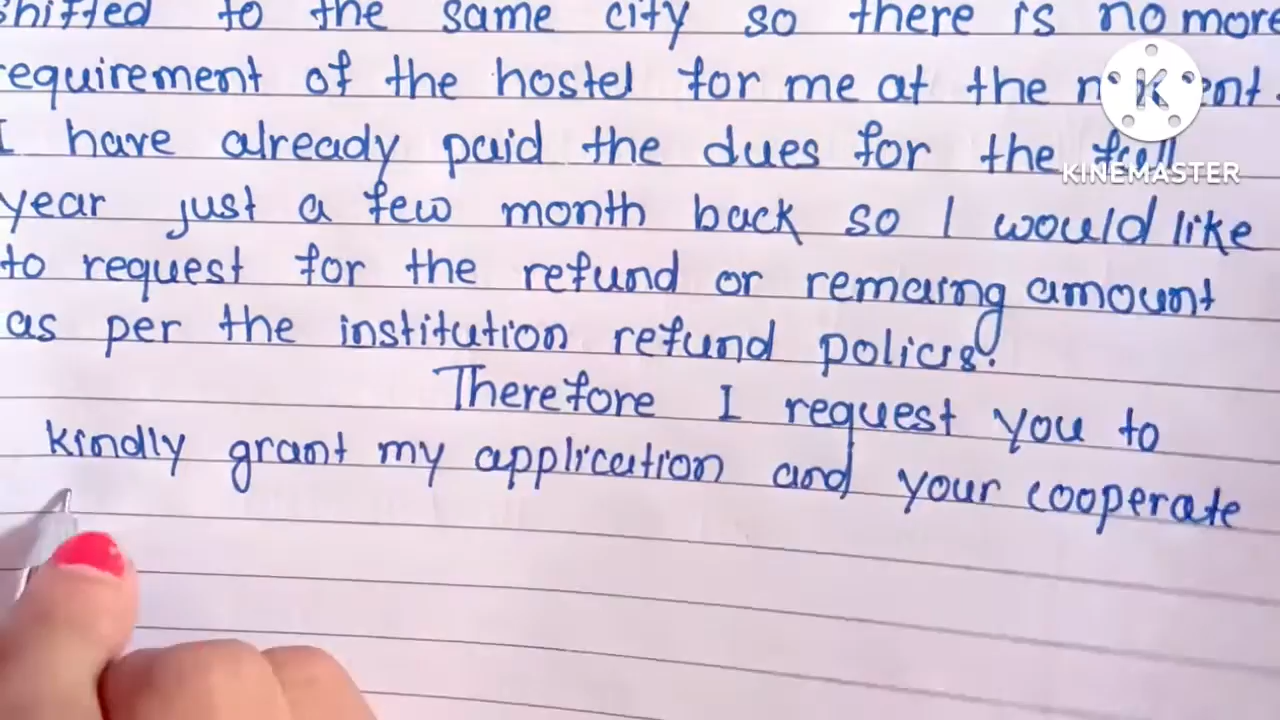 shifted to the same city so there is no more
requirement of the hostel for me at the
I have already paid the dues for the full
year just a few month back so I would like
to request for the refund or remaing amount
as per the institution refund policis.
Therefore I request you to
kindly grant my application and your cooperate
K
KINEMASTER